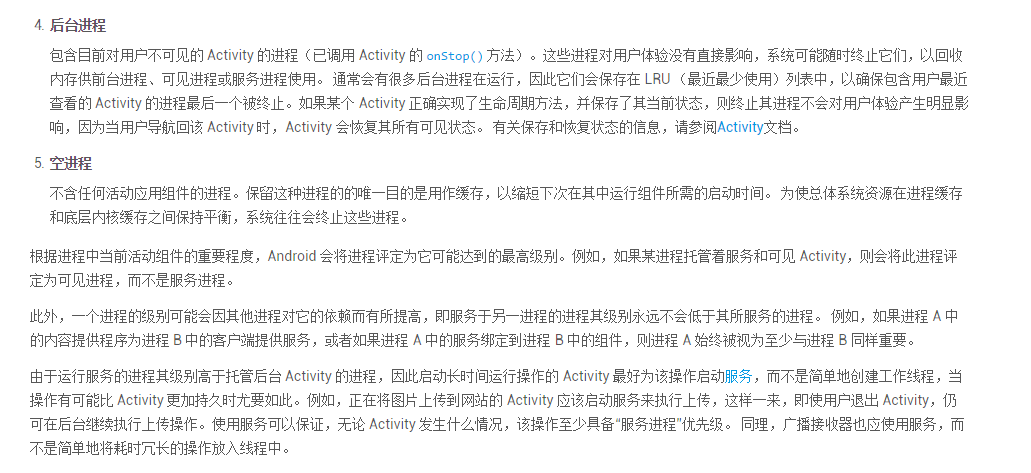 4. 后台进程
包含目前对用户不可见的 Activity 的进程（已调用 Activity 的 onStop() 方法）。这些进程对用户体验没有直接影响，系统可能随时终止它们，以回收
内存供前台进程、可见进程或服务进程使用。 通常会有很多后台进程在运行，因此它们会保存在 LRU （最近最少使用）列表中，以确保包含用户最近
查看的 Activity 的进程最后一个被终止。如果某个 Activity 正确实现了生命周期方法，并保存了其当前状态，则终止其进程不会对用户体验产生明显影
响，因为当用户导航回该 Activity 时，Activity 会恢复其所有可见状态。 有关保存和恢复状态的信息，请参阅Activity文档。
5. 空进程
不含任何活动应用组件的进程。保留这种进程的的唯一目的是用作缓存，以缩短下次在其中运行组件所需的启动时间。 为使总体系统资源在进程缓存
和底层内核缓存之间保持平衡，系统往往会终止这些进程。
根据进程中当前活动组件的重要程度，Android 会将进程评定为它可能达到的最高级别。例如，如果某进程托管着服务和可见 Activity，则会将此进程评
定为可见进程，而不是服务进程。
此外，一个进程的级别可能会因其他进程对它的依赖而有所提高，即服务于另一进程的进程其级别永远不会低于其所服务的进程。 例如，如果进程 A 中
的内容提供程序为进程 B 中的客户端提供服务，或者如果进程 A 中的服务绑定到进程 B 中的组件，则进程 A 始终被视为至少与进程 B 同样重要。
由于运行服务的进程其级别高于托管后台 Activity 的进程，因此启动长时间运行操作的 Activity 最好为该操作启动服务，而不是简单地创建工作线程，当
操作有可能比 Activity 更加持久时尤要如此。例如，正在将图片上传到网站的 Activity 应该启动服务来执行上传，这样一来，即使用户退出 Activity，仍
可在后台继续执行上传操作。使用服务可以保证，无论 Activity 发生什么情况，该操作至少具备“服务进程”优先级。 同理，广播接收器也应使用服务，而
不是简单地将耗时冗长的操作放入线程中。